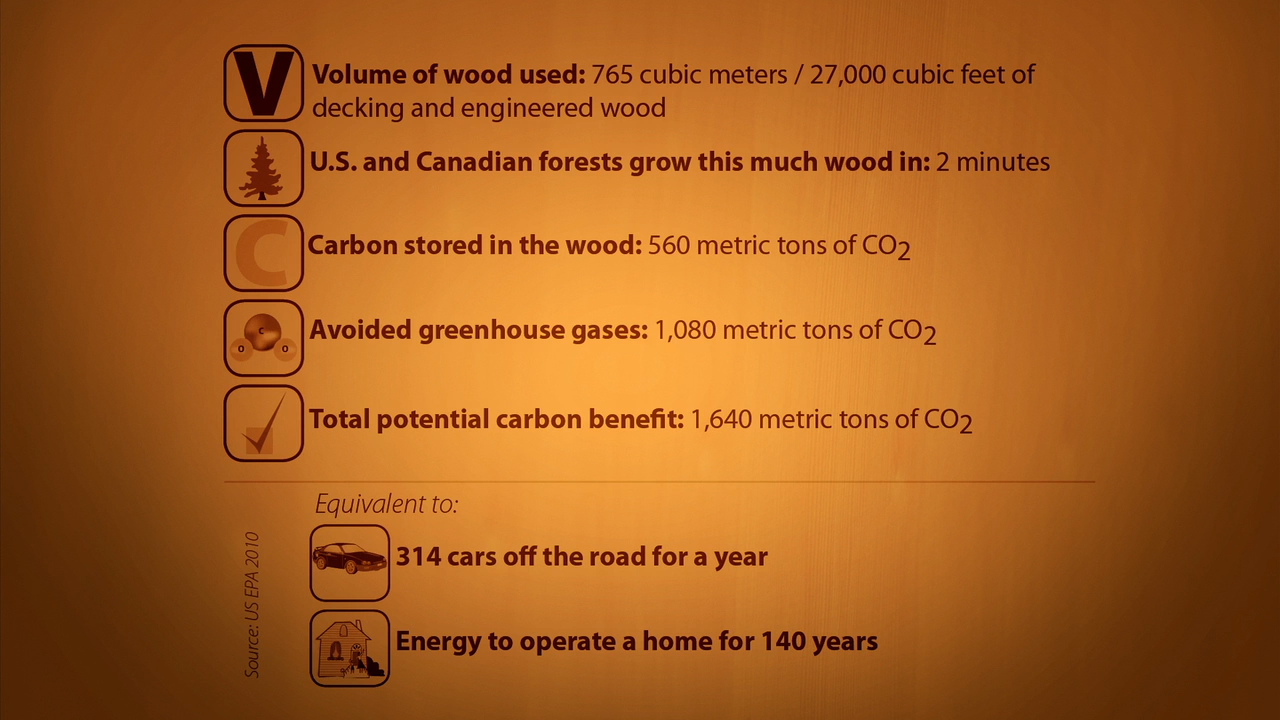 V
Volume of wood used: 765 cubic meters / 27,000 cubic feet of
decking and engineered wood
U.S. and Canadian forests grow this much wood in: 2 minutes
C
Carbon stored in the wood: 560 metric tons of CO2
C
O O
Avoided greenhouse gases: 1,080 metric tons of CO2
Total potential carbon benefit: 1,640 metric tons of CO2
Equivalent to:
314 cars off the road for a year
Energy to operate a home for 140 years
Source: US EPA 2010